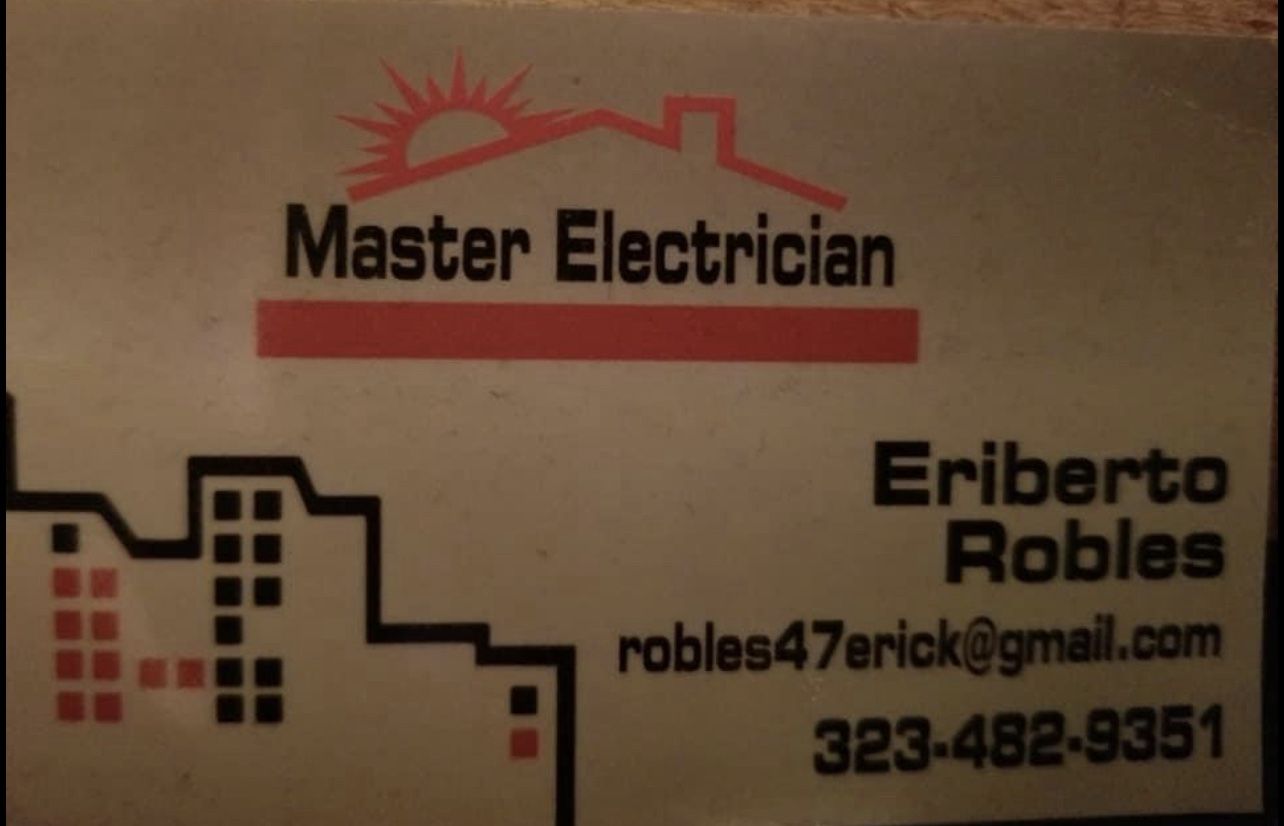 Master Electrician
Eriberto
Robles
robles47erick@gmail.com
323-482-9351